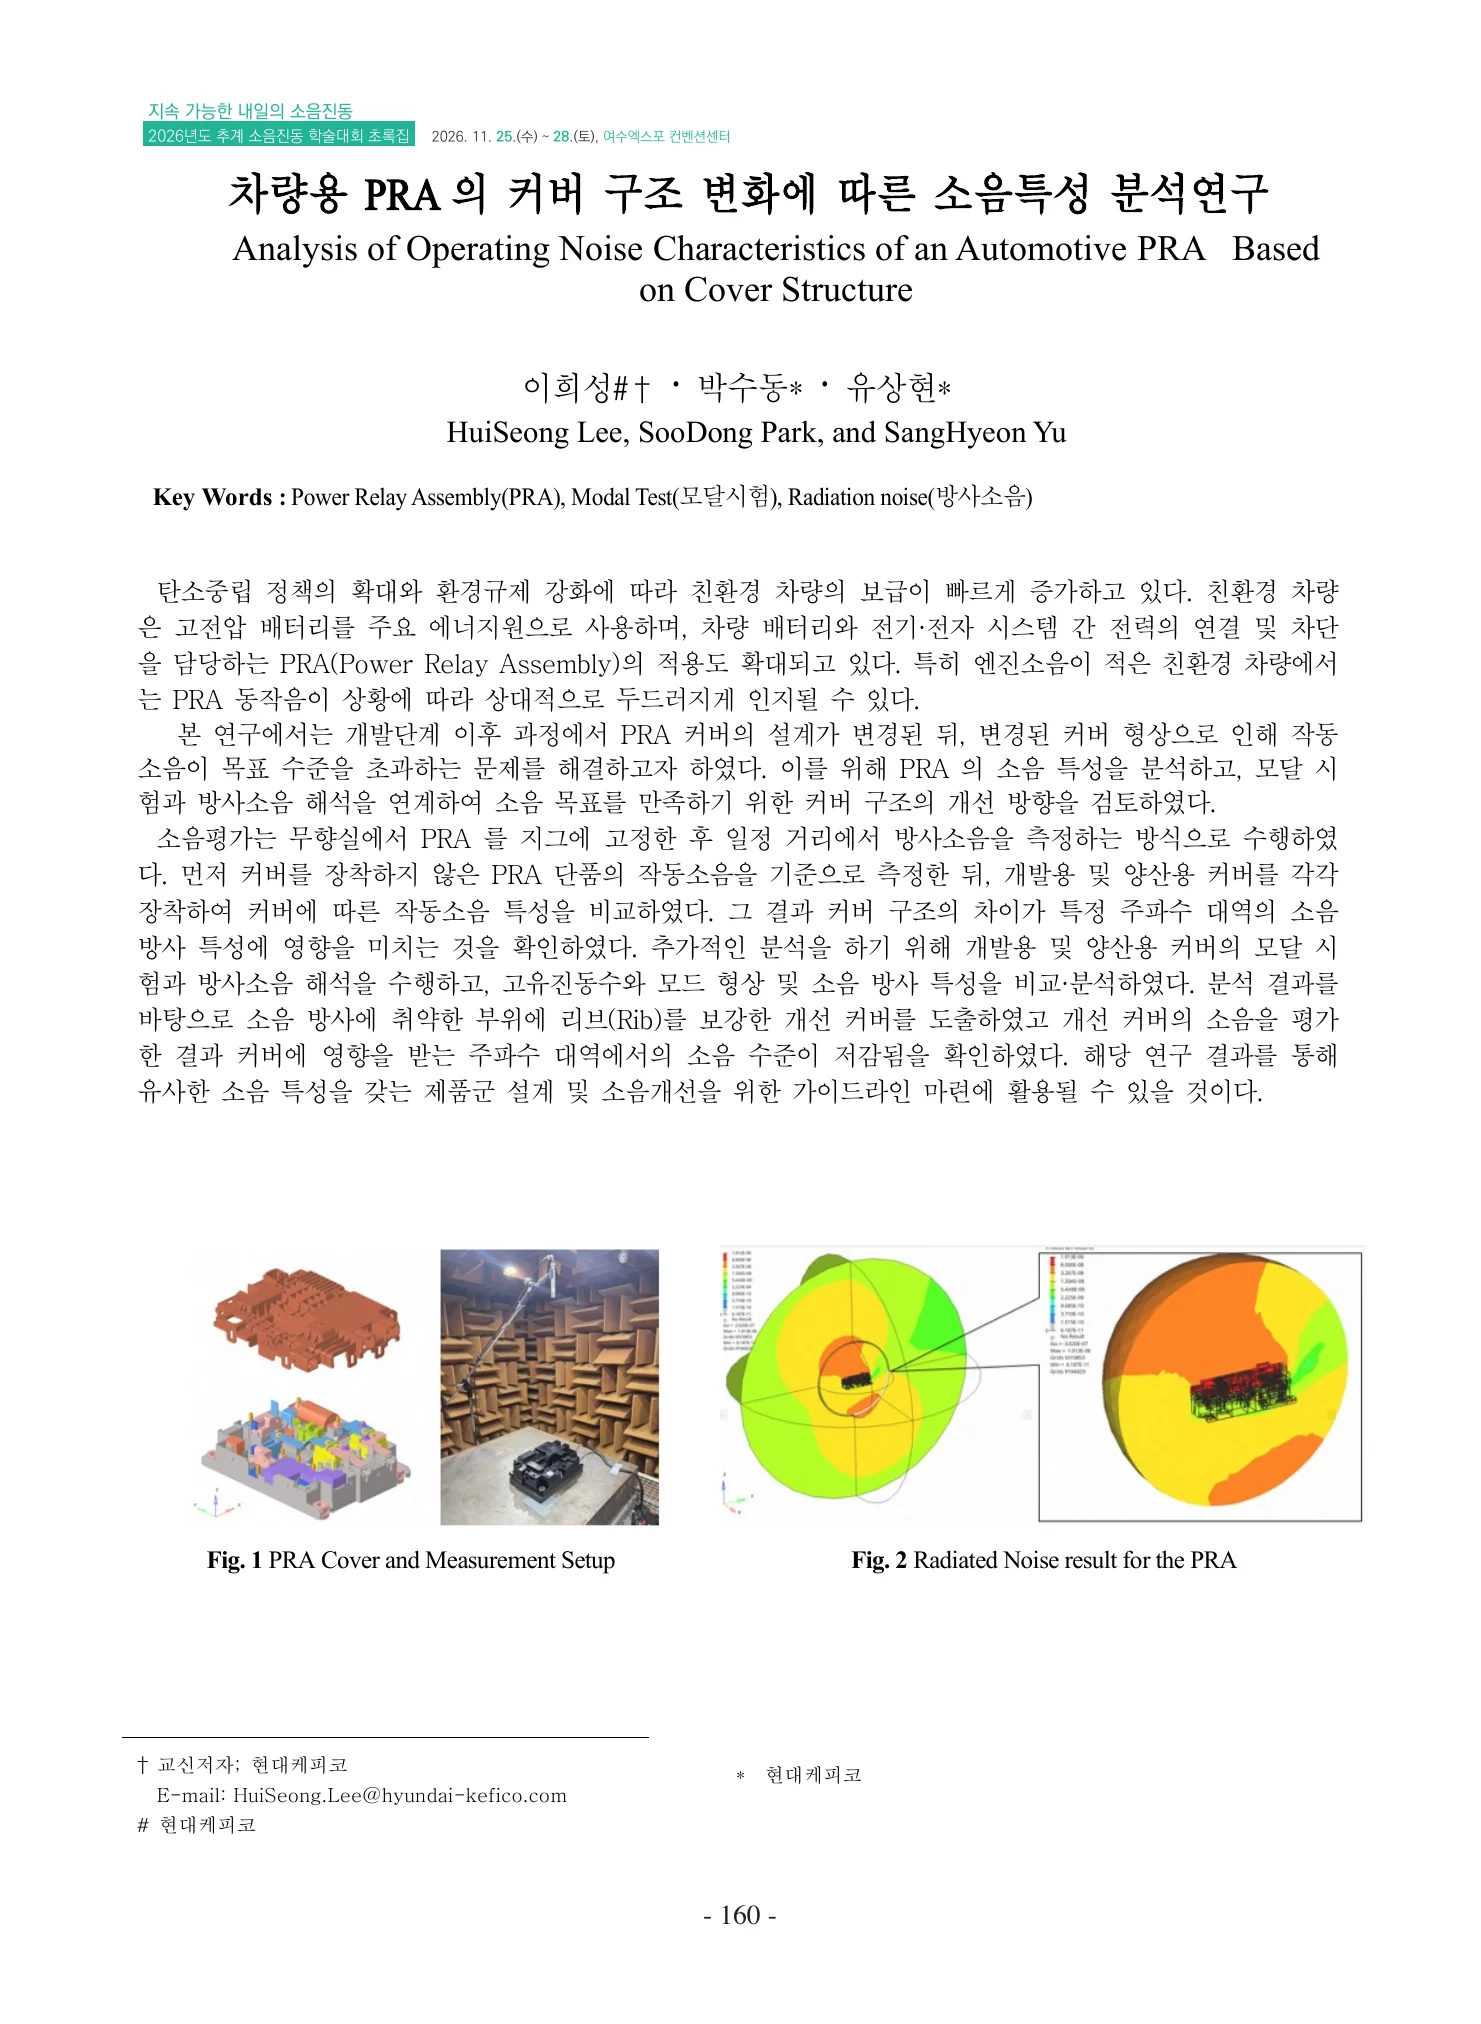 지속 가능한 내일의 소음진동
2026년도 추계 소음진동 학술대회 초록집 2026. 11. 25.(수) ~ 28.(토), 여수엑스포 컨벤션센터
차량용 PRA 의 커버 구조 변화에 따른 소음특성 분석연구
Analysis of Operating Noise Characteristics of an Automotive PRA Based
on Cover Structure
이희성#† · 박수동* · 유상현*
HuiSeong Lee, SooDong Park, and SangHyeon Yu
Key Words : Power Relay Assembly(PRA), Modal Test(모달시험), Radiation noise(방사소음)
탄소중립 정책의 확대와 환경규제 강화에 따라 친환경 차량의 보급이 빠르게 증가하고 있다. 친환경 차량
은 고전압 배터리를 주요 에너지원으로 사용하며, 차량 배터리와 전기·전자 시스템 간 전력의 연결 및 차단
을 담당하는 PRA(Power Relay Assembly)의 적용도 확대되고 있다. 특히 엔진소음이 적은 친환경 차량에서
는 PRA 동작음이 상황에 따라 상대적으로 두드러지게 인지될 수 있다.
본 연구에서는 개발단계 이후 과정에서 PRA 커버의 설계가 변경된 뒤, 변경된 커버 형상으로 인해 작동
소음이 목표 수준을 초과하는 문제를 해결하고자 하였다. 이를 위해 PRA 의 소음 특성을 분석하고, 모달 시
험과 방사소음 해석을 연계하여 소음 목표를 만족하기 위한 커버 구조의 개선 방향을 검토하였다.
소음평가는 무향실에서 PRA 를 지그에 고정한 후 일정 거리에서 방사소음을 측정하는 방식으로 수행하였
다. 먼저 커버를 장착하지 않은 PRA 단품의 작동소음을 기준으로 측정한 뒤, 개발용 및 양산용 커버를 각각
장착하여 커버에 따른 작동소음 특성을 비교하였다. 그 결과 커버 구조의 차이가 특정 주파수 대역의 소음
방사 특성에 영향을 미치는 것을 확인하였다. 추가적인 분석을 하기 위해 개발용 및 양산용 커버의 모달 시
험과 방사소음 해석을 수행하고, 고유진동수와 모드 형상 및 소음 방사 특성을 비교·분석하였다. 분석 결과를
바탕으로 소음 방사에 취약한 부위에 리브(Rib)를 보강한 개선 커버를 도출하였고 개선 커버의 소음을 평가
한 결과 커버에 영향을 받는 주파수 대역에서의 소음 수준이 저감됨을 확인하였다. 해당 연구 결과를 통해
유사한 소음 특성을 갖는 제품군 설계 및 소음개선을 위한 가이드라인 마련에 활용될 수 있을 것이다.
Fig. 1 PRA Cover and Measurement Setup
Fig. 2 Radiated Noise result for the PRA
† 교신저자; 현대케피코
E-mail: HuiSeong.Lee@hyundai-kefico.com
# 현대케피코
* 현대케피코
- 160 -